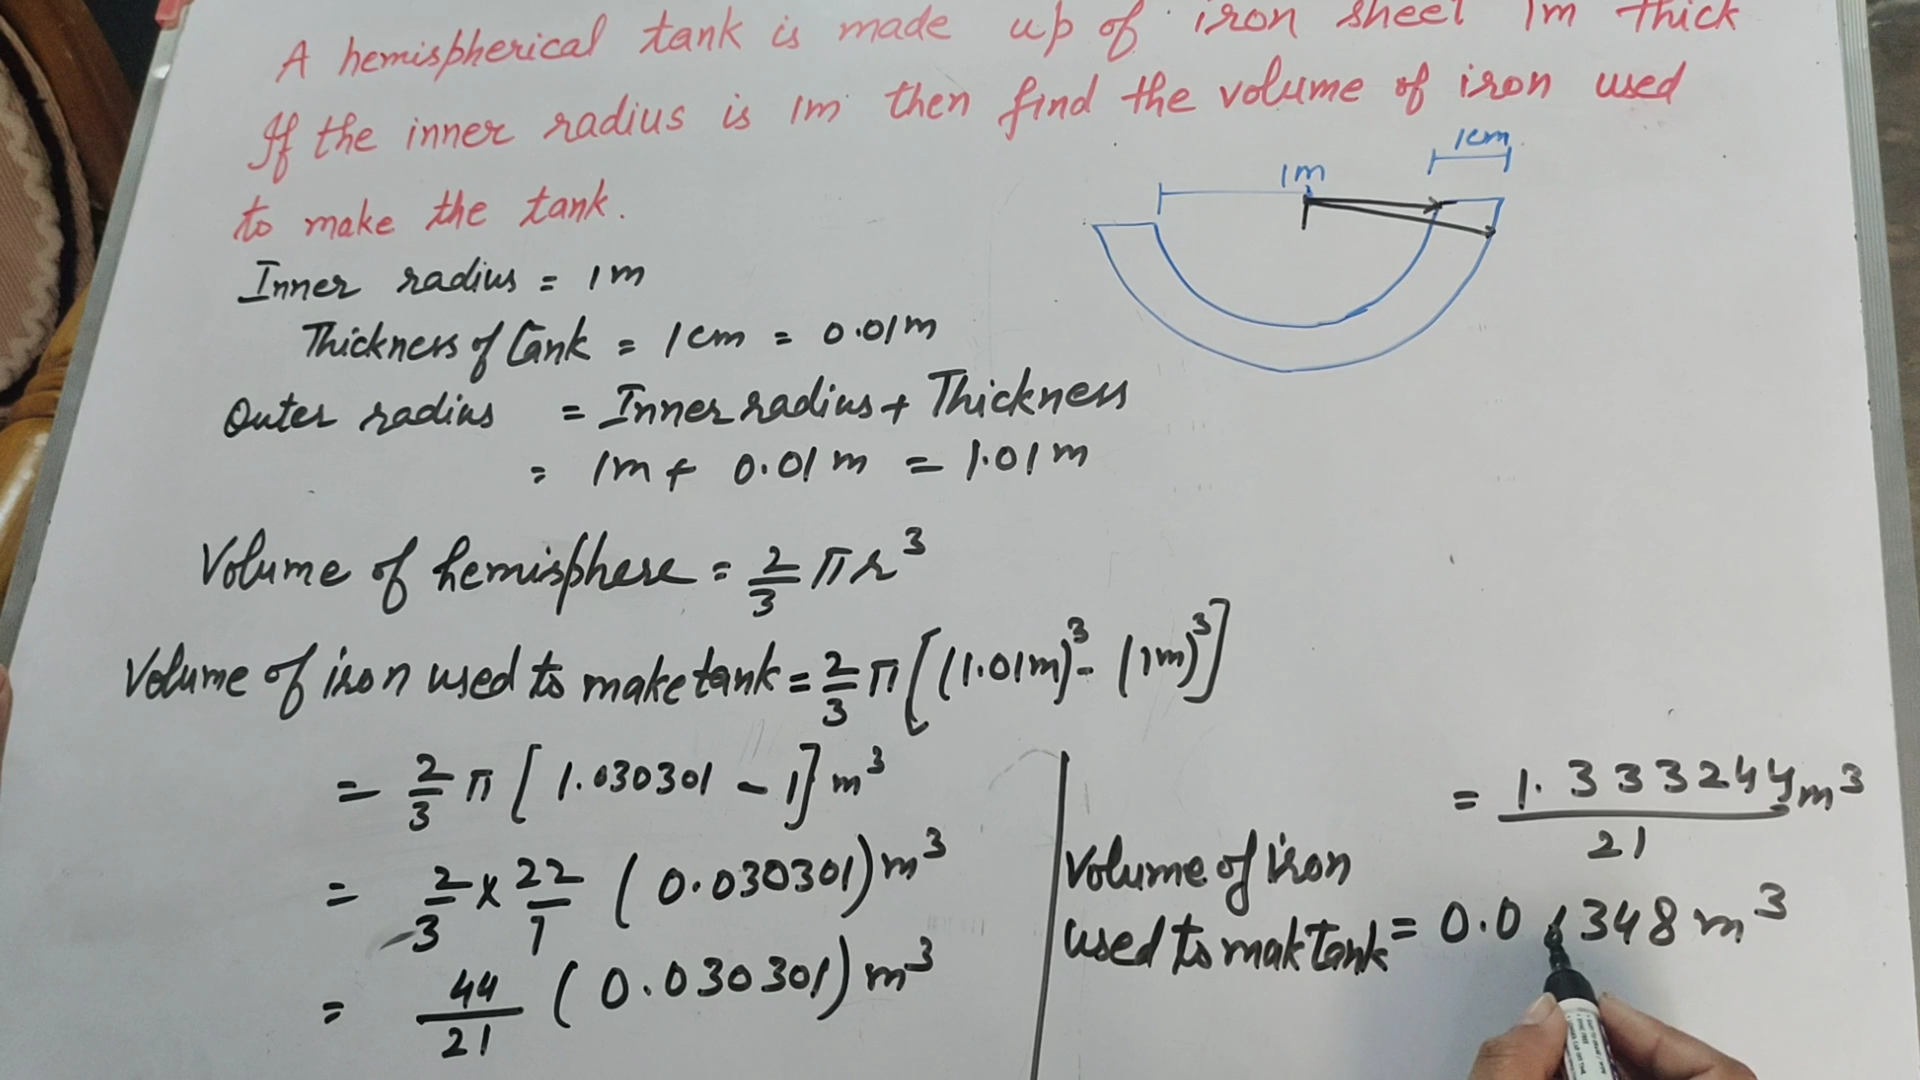 A hemispherical tank is made up of iron sheet 1m thick
If the inner radius is 1m then find the volume of iron used
to make the tank.
1cm
1m
Inner radius = 1m
Thickness of Tank = 1cm = 0.01m
Outer radius = Inner radius + Thickness
= 1m + 0.01m = 1.01m
Volume of hemisphere = 2/3 πr³
Volume of iron used to make tank = 2/3 π [(1.01m)³ - (1m)³]
= 2/3 π [1.030301 - 1] m³
= 2/3 × 22/7 (0.030301) m³
= 44/21 (0.030301) m³
= 1.333244/21 m³
Volume of iron
used to mak tank = 0.06348 m³